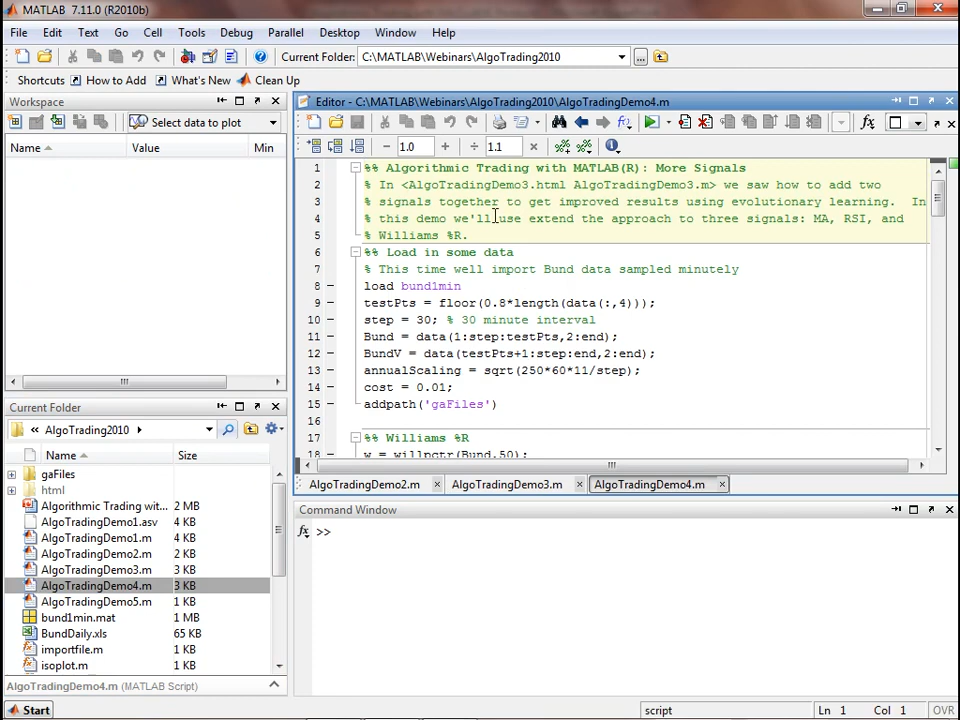 MATLAB 7.11.0 (R2010b)
File Edit Text Go Cell Tools Debug Parallel Desktop Window Help
Current Folder: C:\MATLAB\Webinars\AlgoTrading2010 ...
Shortcuts How to Add What's New Clean Up
Workspace
Select data to plot
Name Value Min
Current Folder
« AlgoTrading2010
Name Size
gaFiles
html
Algorithmic Trading wit... 2 MB
AlgoTradingDemo1.asv 4 KB
AlgoTradingDemo1.m 4 KB
AlgoTradingDemo2.m 2 KB
AlgoTradingDemo3.m 3 KB
AlgoTradingDemo4.m 3 KB
AlgoTradingDemo5.m 1 KB
bund1min.mat 1 MB
BundDaily.xls 65 KB
importfile.m 1 KB
isoplot.m 1 KB
AlgoTradingDemo4.m (MATLAB Script)
Editor - C:\MATLAB\Webinars\AlgoTrading2010\AlgoTradingDemo4.m
− 1.0 + ÷ 1.1 ×
1 %% Algorithmic Trading with MATLAB(R): More Signals
2 % In <AlgoTradingDemo3.html AlgoTradingDemo3.m> we saw how to add two
3 % signals together to get improved results using evolutionary learning. In
4 % this demo we'll use extend the approach to three signals: MA, RSI, and
5 % Williams %R.
6 %% Load in some data
7 % This time well import Bund data sampled minutely
8 – load bund1min
9 – testPts = floor(0.8*length(data(:,4)));
10 – step = 30; % 30 minute interval
11 – Bund = data(1:step:testPts,2:end);
12 – BundV = data(testPts+1:step:end,2:end);
13 – annualScaling = sqrt(250*60*11/step);
14 – cost = 0.01;
15 – addpath('gaFiles')
16
17 %% Williams %R
18 – w = willpctr(Bund,50);
AlgoTradingDemo2.m × AlgoTradingDemo3.m × AlgoTradingDemo4.m ×
Command Window
fx >>
Start script Ln 1 Col 1 OVR